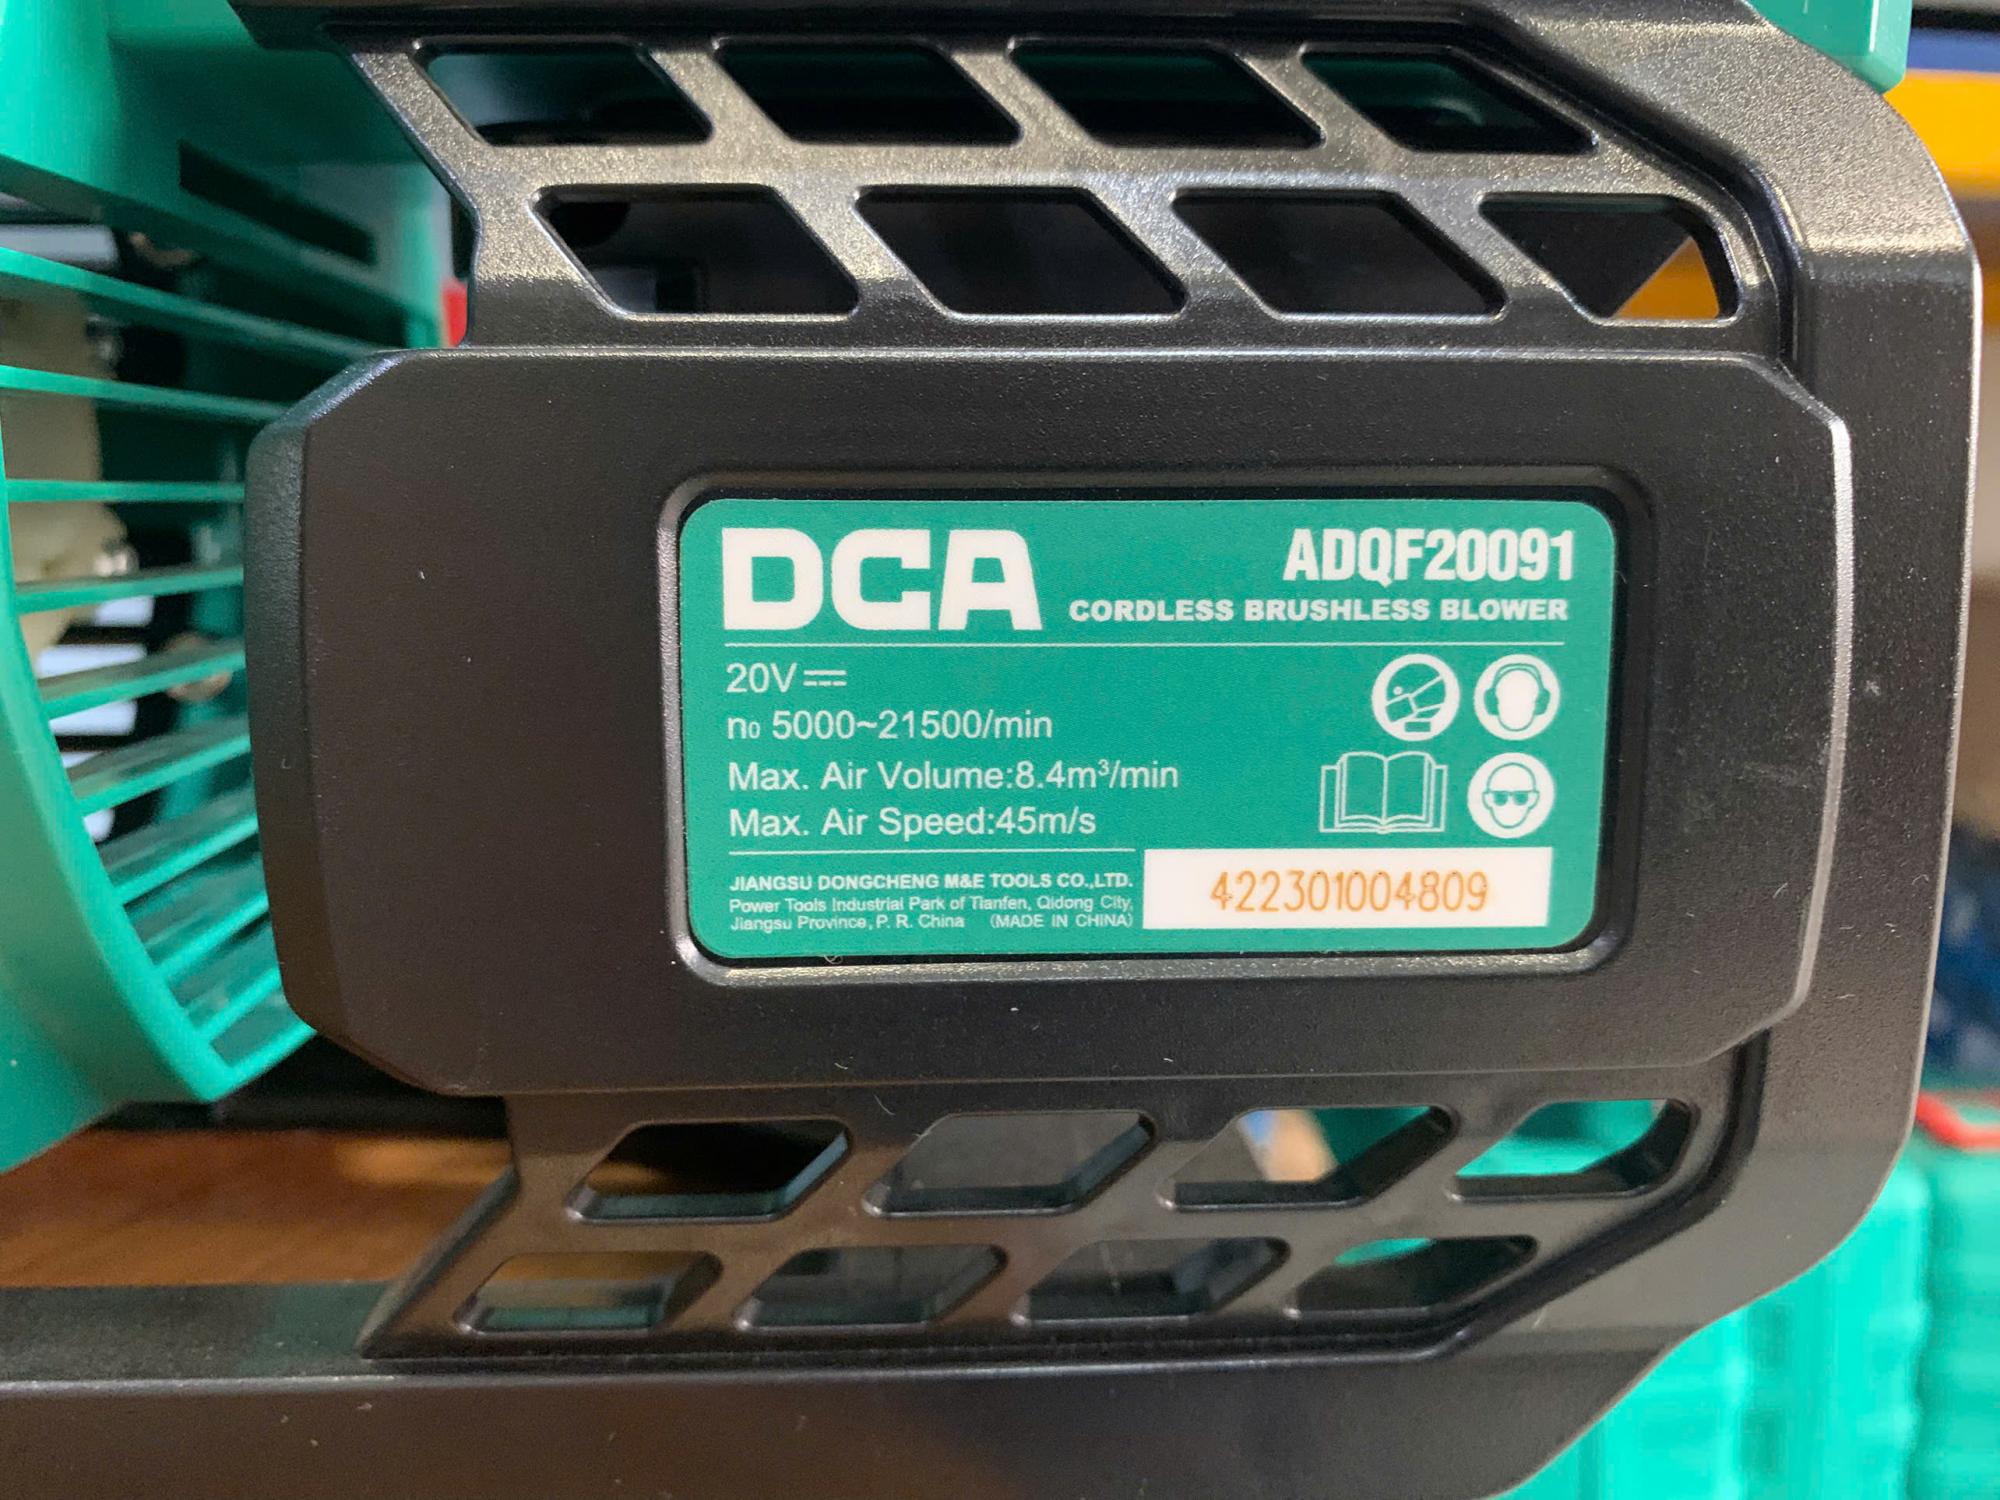 DCA
ADQF20091
CORDLESS BRUSHLESS BLOWER
20V⎓
n₀ 5000~21500/min
Max. Air Volume:8.4m³/min
Max. Air Speed:45m/s
JIANGSU DONGCHENG M&E TOOLS CO.,LTD.
Power Tools Industrial Park of Tianfen, Qidong City,
Jiangsu Province, P. R. China (MADE IN CHINA)
422301004809